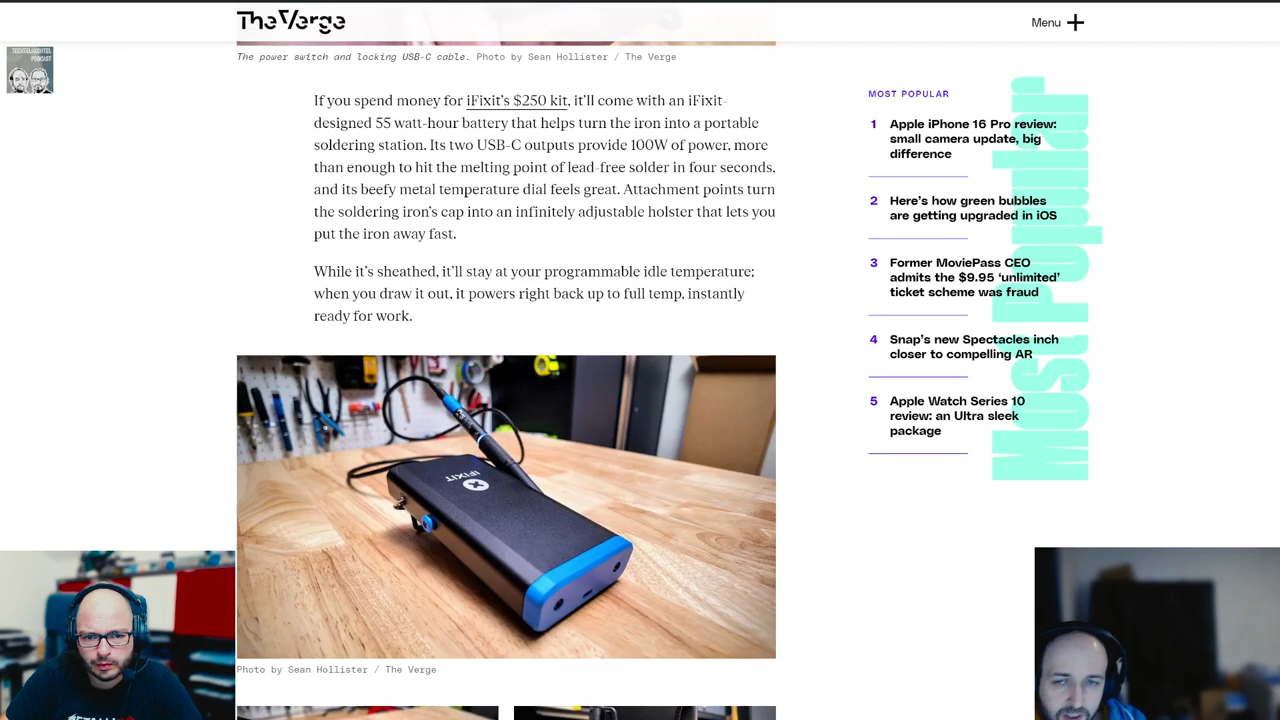 The Verge
Menu
TECHTELMECHTEL
PODCAST
The power switch and locking USB-C cable. Photo by Sean Hollister / The Verge
If you spend money for iFixit’s $250 kit, it’ll come with an iFixit-
designed 55 watt-hour battery that helps turn the iron into a portable
soldering station. Its two USB-C outputs provide 100W of power, more
than enough to hit the melting point of lead-free solder in four seconds,
and its beefy metal temperature dial feels great. Attachment points turn
the soldering iron’s cap into an infinitely adjustable holster that lets you
put the iron away fast.
While it’s sheathed, it’ll stay at your programmable idle temperature;
when you draw it out, it powers right back up to full temp, instantly
ready for work.
IFIXIT
Photo by Sean Hollister / The Verge
MOST POPULAR
Most Popular
1 Apple iPhone 16 Pro review:
small camera update, big
difference
2 Here’s how green bubbles
are getting upgraded in iOS
3 Former MoviePass CEO
admits the $9.95 ‘unlimited’
ticket scheme was fraud
4 Snap’s new Spectacles inch
closer to compelling AR
5 Apple Watch Series 10
review: an Ultra sleek
package